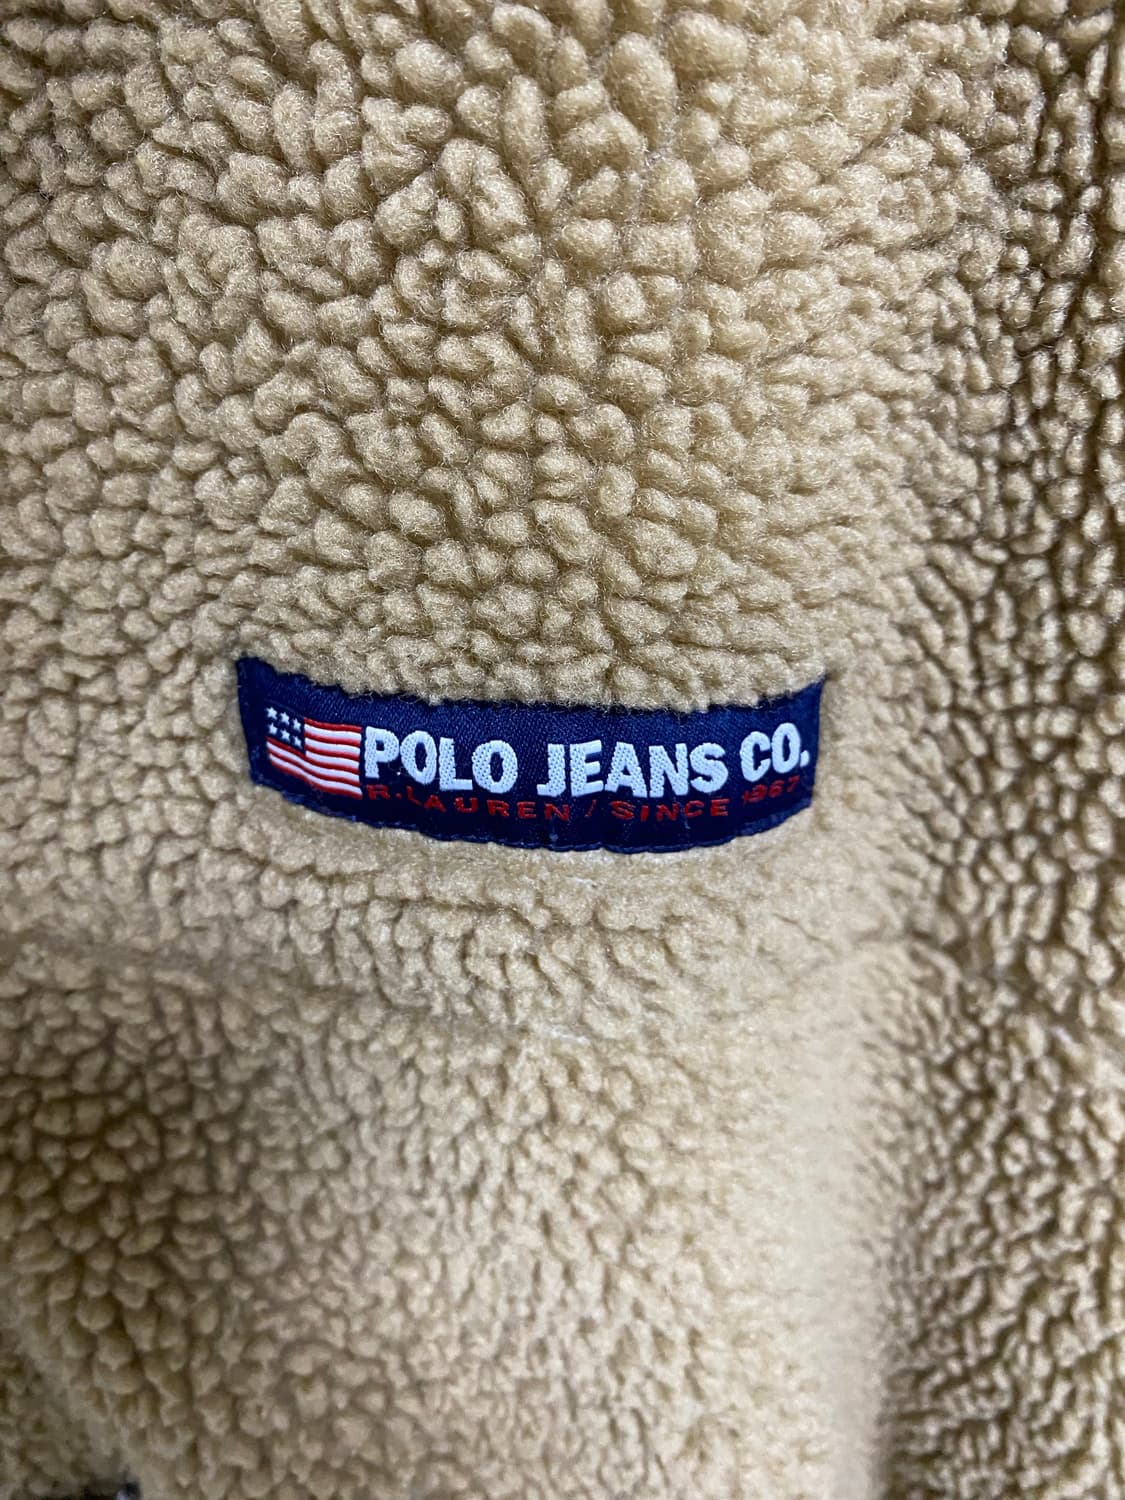 POLO JEANS CO.
R.LAUREN / SINCE 1967